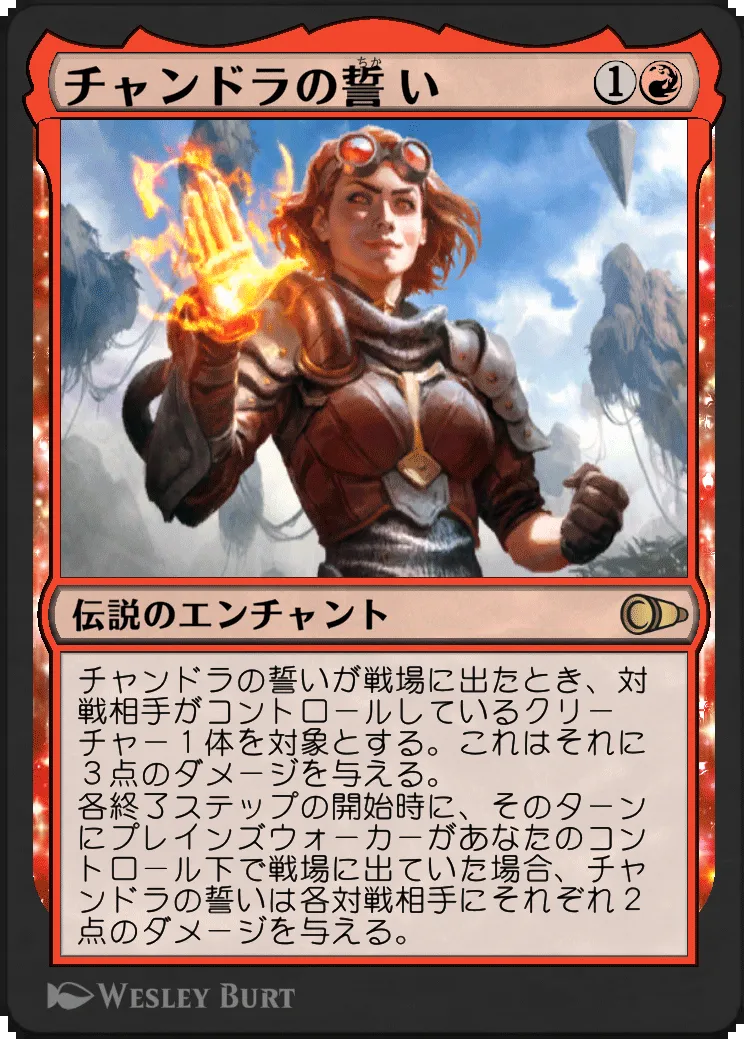 チャンドラの誓い
ちか
1
伝説のエンチャント
チャンドラの誓いが戦場に出たとき、対
戦相手がコントロールしているクリー
チャー1体を対象とする。これはそれに
3点のダメージを与える。
各終了ステップの開始時に、そのターン
にプレインズウォーカーがあなたのコン
トロール下で戦場に出ていた場合、チャ
ンドラの誓いは各対戦相手にそれぞれ2
点のダメージを与える。
WESLEY BURT